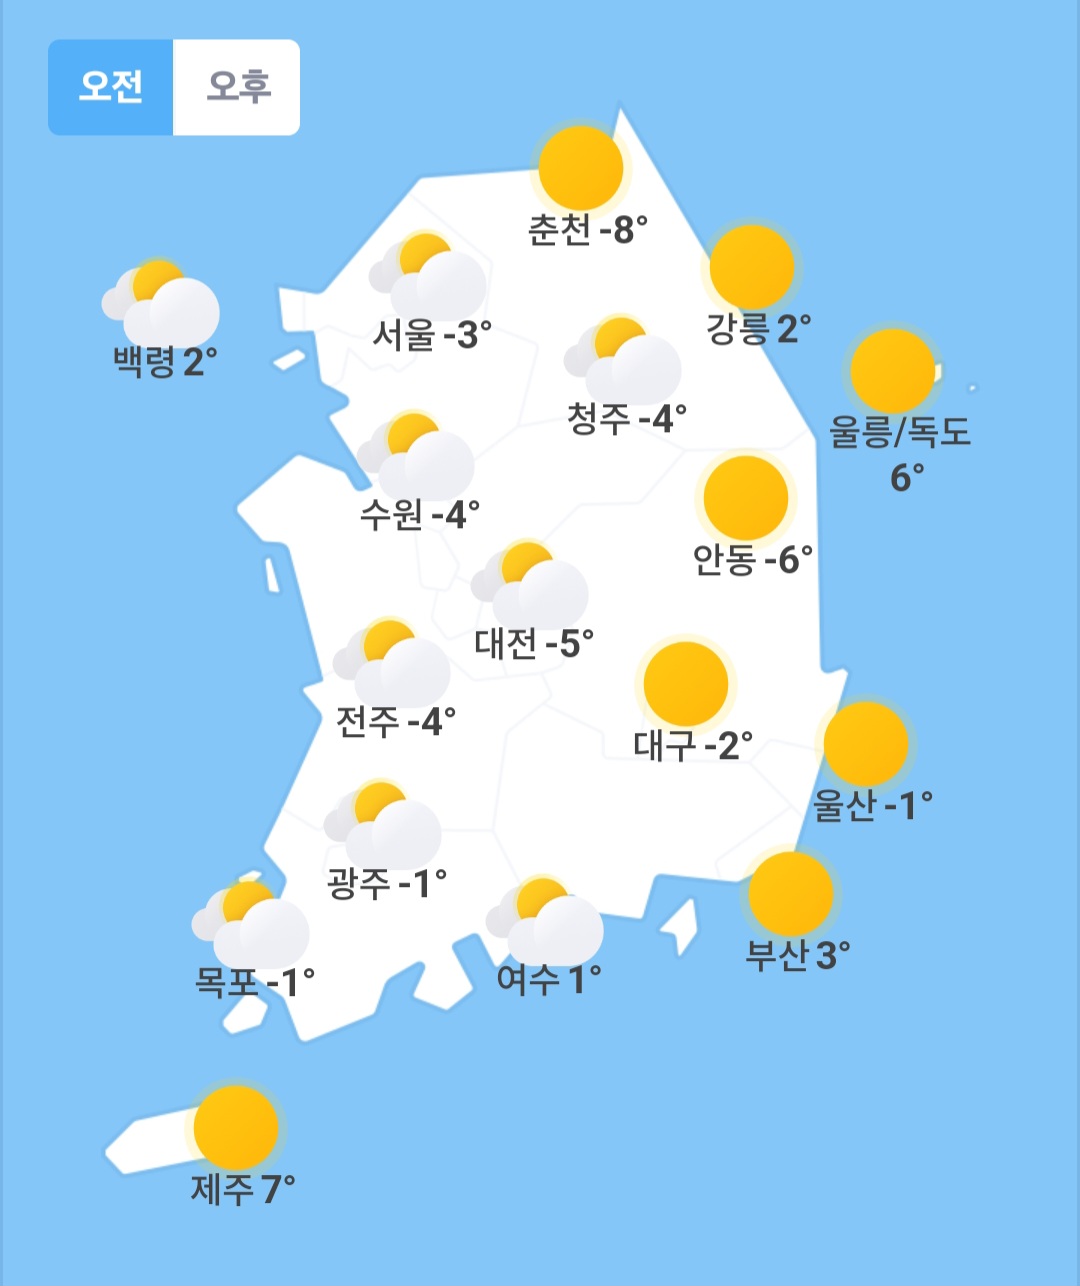 오전 오후
춘천 -8°
강릉 2°
서울 -3°
백령 2°
청주 -4°
울릉/독도
6°
수원 -4°
안동 -6°
대전 -5°
전주 -4°
대구 -2°
울산 -1°
광주 -1°
부산 3°
목포 -1°
여수 1°
제주 7°